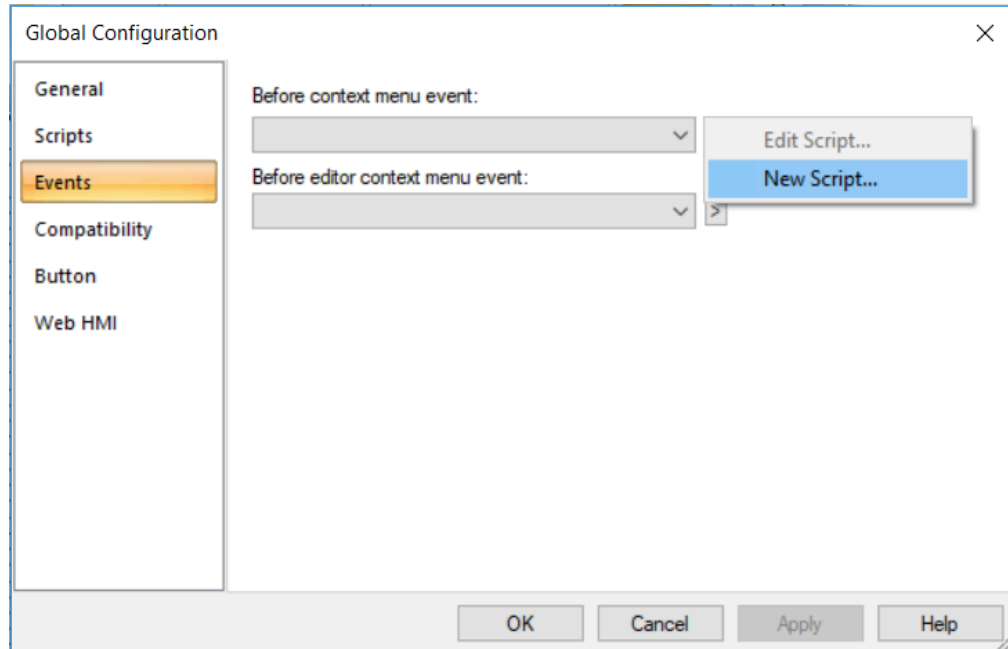 Global Configuration
General
Scripts
Events
Compatibility
Button
Web HMI
Before context menu event:
Edit Script...
New Script...
Before editor context menu event:
>
OK
Cancel
Apply
Help